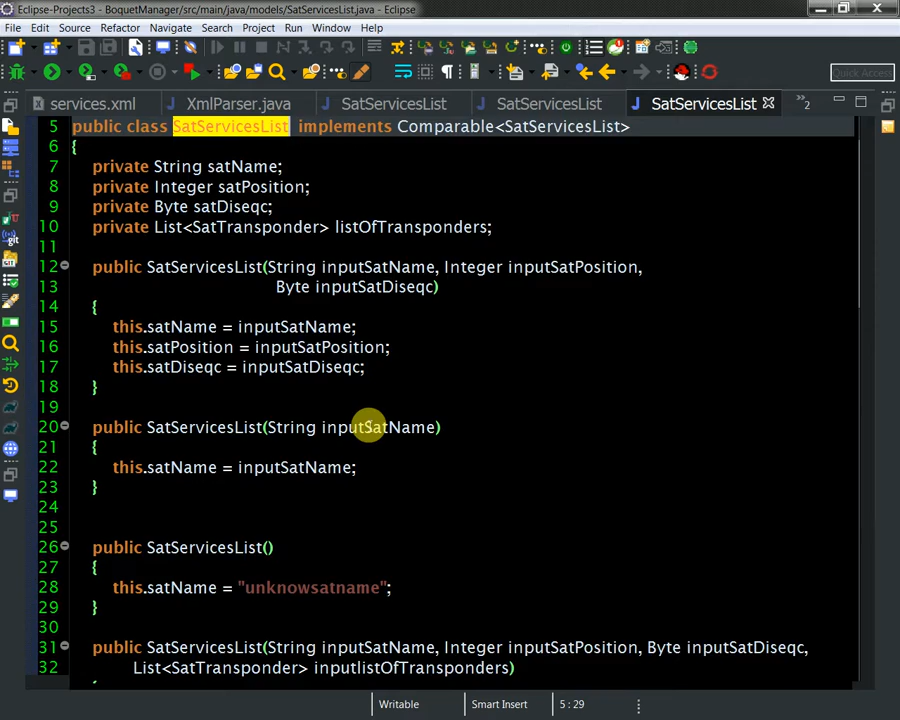 Eclipse-Projects3 - BoquetManager/src/main/java/models/SatServicesList.java - Eclipse
File Edit Source Refactor Navigate Search Project Run Window Help
Quick Access
services.xml XmlParser.java SatServicesList SatServicesList SatServicesList »2
5 public class SatServicesList implements Comparable<SatServicesList>
6 {
7 private String satName;
8 private Integer satPosition;
9 private Byte satDiseqc;
10 private List<SatTransponder> listOfTransponders;
11
12 public SatServicesList(String inputSatName, Integer inputSatPosition,
13 Byte inputSatDiseqc)
14 {
15 this.satName = inputSatName;
16 this.satPosition = inputSatPosition;
17 this.satDiseqc = inputSatDiseqc;
18 }
19
20 public SatServicesList(String inputSatName)
21 {
22 this.satName = inputSatName;
23 }
24
25
26 public SatServicesList()
27 {
28 this.satName = "unknowsatname";
29 }
30
31 public SatServicesList(String inputSatName, Integer inputSatPosition, Byte inputSatDiseqc,
32 List<SatTransponder> inputlistOfTransponders)
Writable Smart Insert 5 : 29